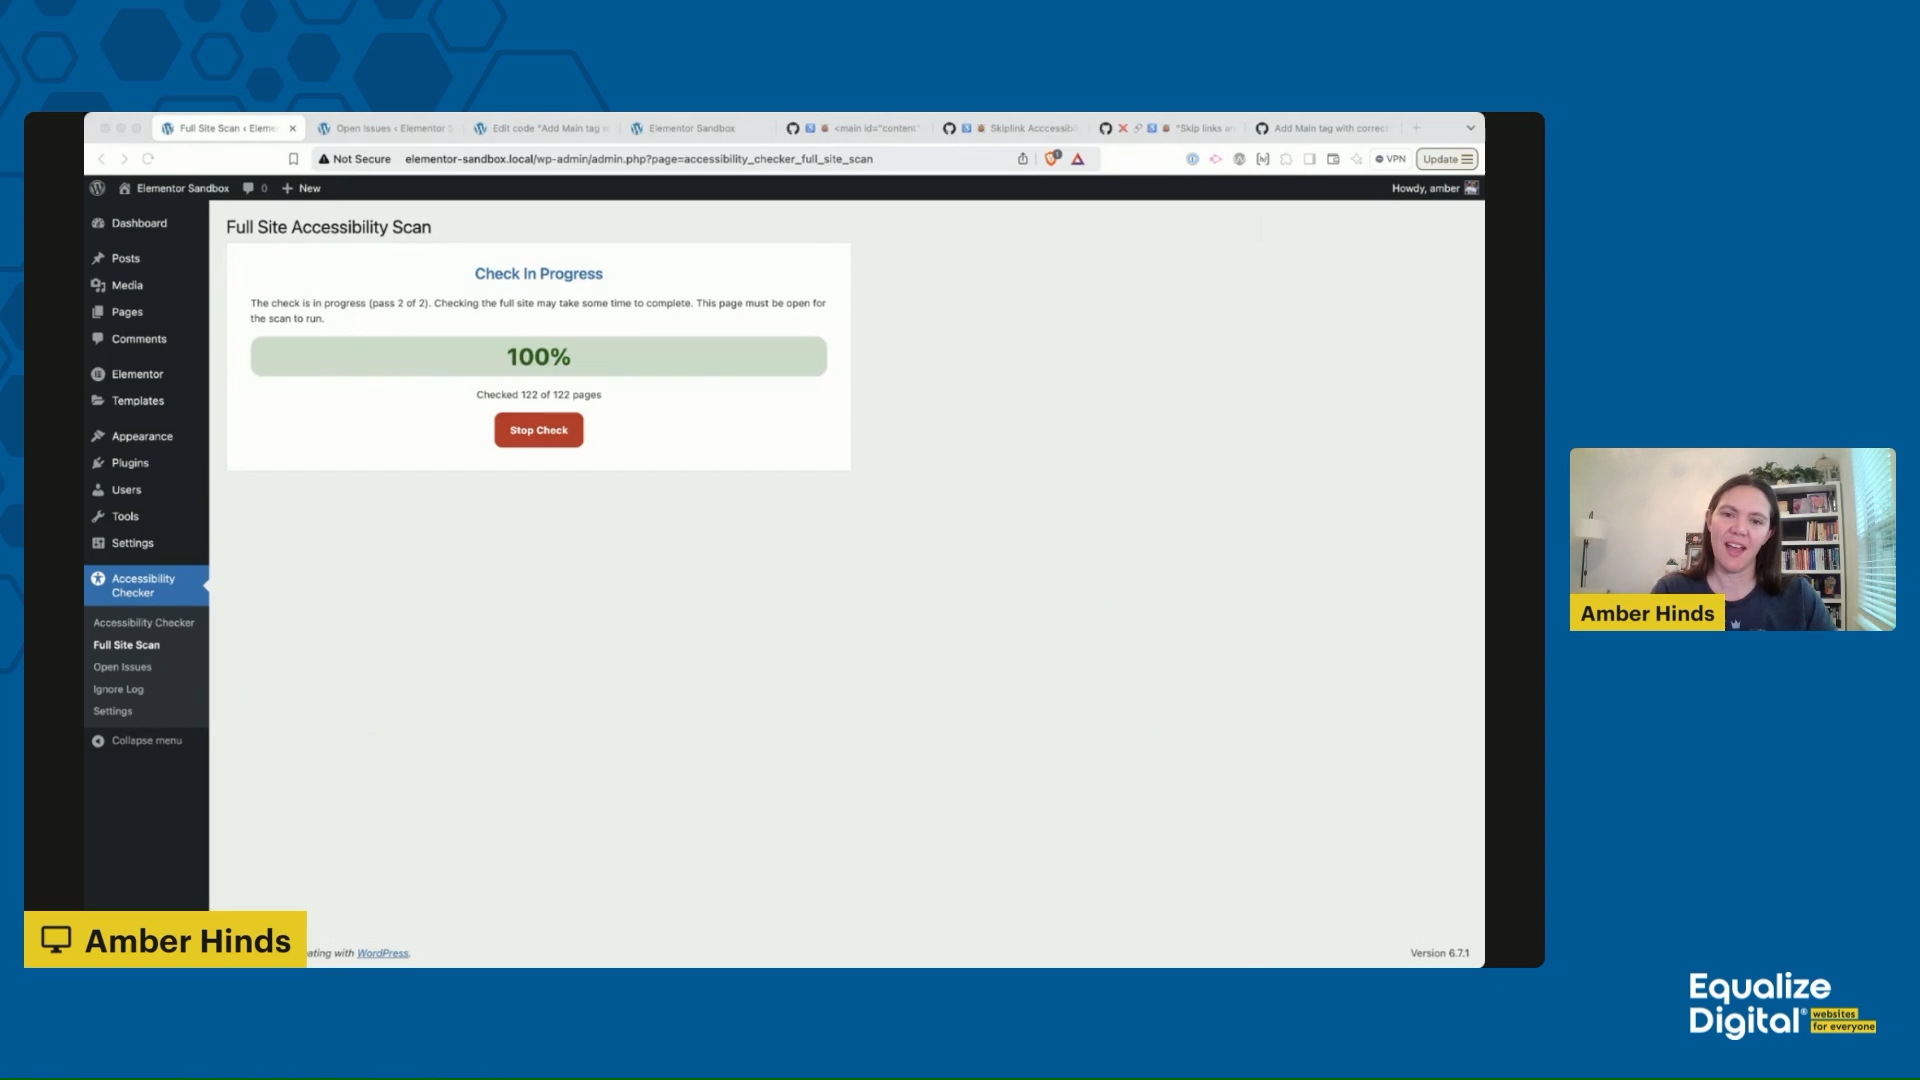 Full Site Scan ‹ Eleme
Open Issues ‹ Elementor S
Edit code "Add Main tag w
Elementor Sandbox
<main id="content"
Skiplink Acccessibi
"Skip links an
Add Main tag with correct
Not Secure
elementor-sandbox.local/wp-admin/admin.php?page=accessibility_checker_full_site_scan
VPN
Update
Elementor Sandbox
0
New
Howdy, amber
Dashboard
Posts
Media
Pages
Comments
Elementor
Templates
Appearance
Plugins
Users
Tools
Settings
Accessibility
Checker
Accessibility Checker
Full Site Scan
Open Issues
Ignore Log
Settings
Collapse menu
Full Site Accessibility Scan
Check In Progress
The check is in progress (pass 2 of 2). Checking the full site may take some time to complete. This page must be open for
the scan to run.
100%
Checked 122 of 122 pages
Stop Check
Amber Hinds
ating with WordPress.
Version 6.7.1
Amber Hinds
Equalize
Digital®
websites
for everyone